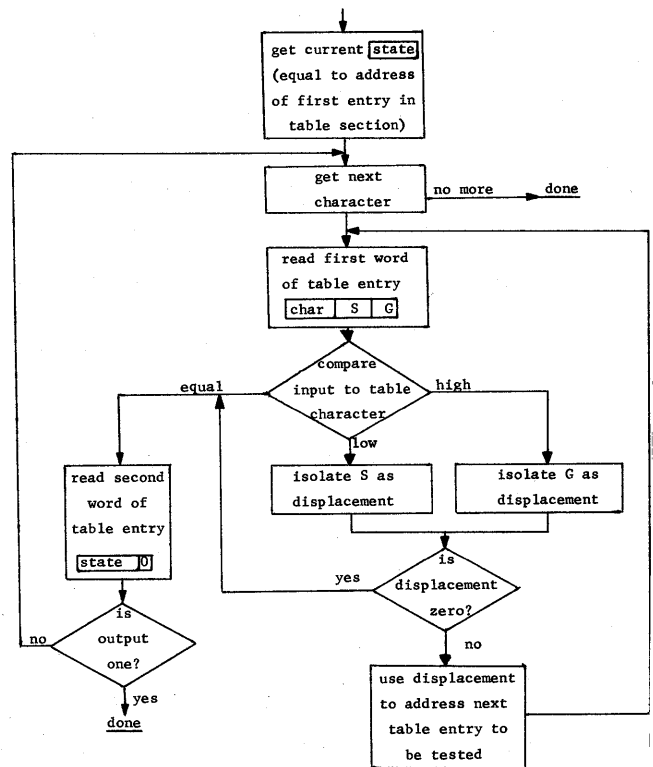 get current state
(equal to address
of first entry in
table section)
get next
character
no more
done
read first word
of table entry
char S G
compare
input to table
character
equal
high
low
read second
word of
table entry
state 0
isolate S as
displacement
isolate G as
displacement
is
displacement
zero?
yes
no
is
output
one?
no
yes
done
use displacement
to address next
table entry to
be tested